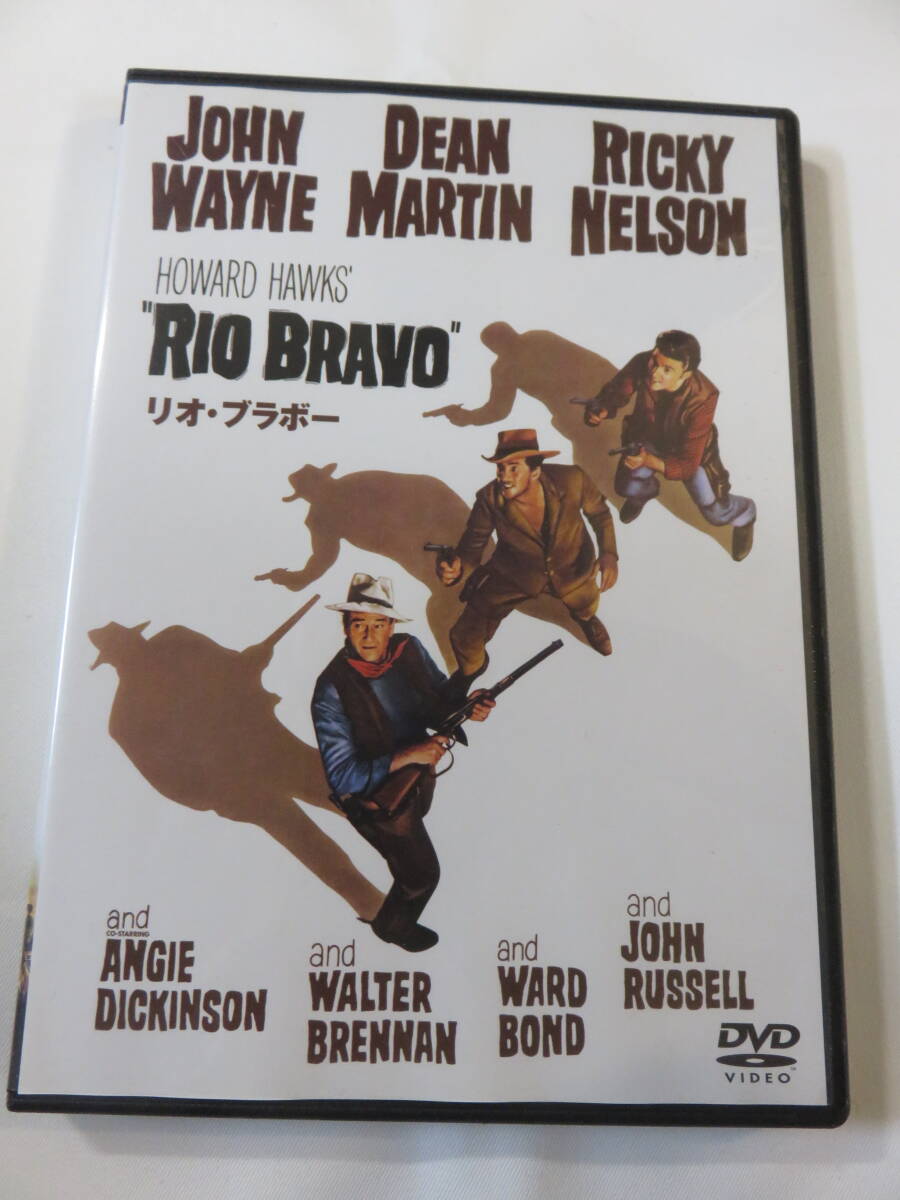 JOHN
WAYNE
DEAN
MARTIN
RICKY
NELSON
HOWARD HAWKS'
"RIO BRAVO"
リオ・ブラボー
and
CO-STARRING
ANGIE
DICKINSON
and
WALTER
BRENNAN
and
WARD
BOND
and
JOHN
RUSSELL
DVD
VIDEO